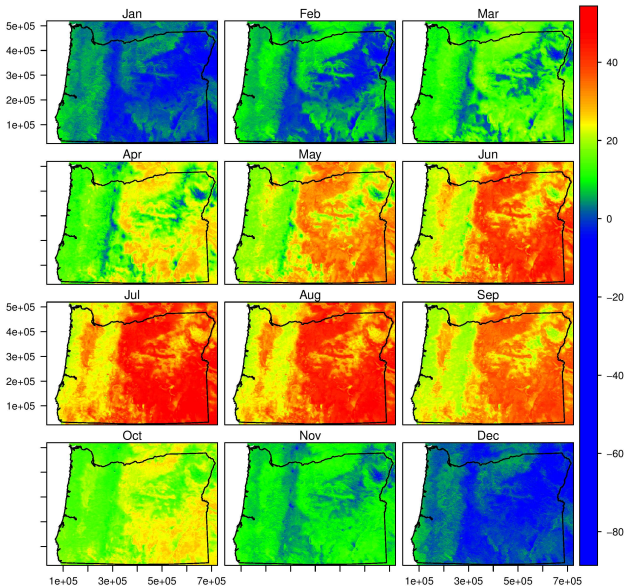 Jan Feb Mar
5e+05
4e+05
3e+05
2e+05
1e+05
Apr May Jun
Jul Aug Sep
5e+05
4e+05
3e+05
2e+05
1e+05
Oct Nov Dec
1e+05 3e+05 5e+05 7e+05 1e+05 3e+05 5e+05 7e+05
40
20
0
−20
−40
−60
−80